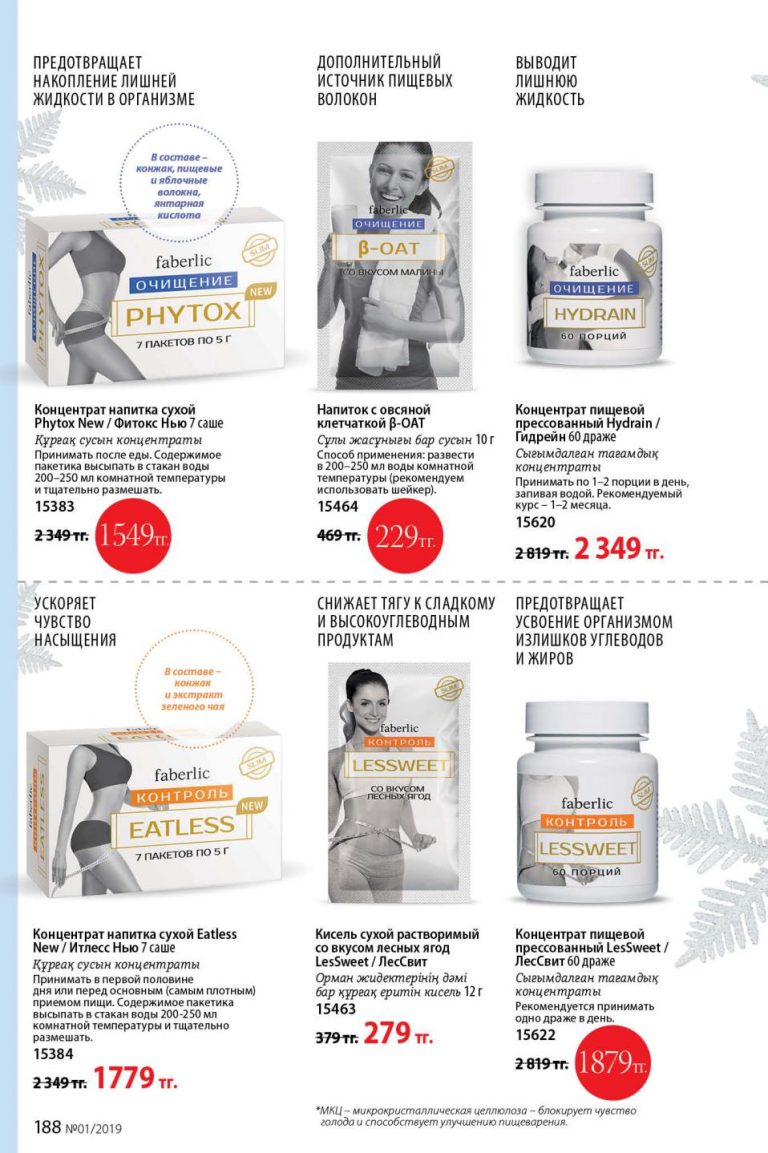 ПРЕДОТВРАЩАЕТ
НАКОПЛЕНИЕ ЛИШНЕЙ
ЖИДКОСТИ В ОРГАНИЗМЕ
В составе –
конжак, пищевые
и яблочные
волокна,
янтарная
кислота
PHYTOX
SLIM
faberlic
ОЧИЩЕНИЕ
PHYTOX
NEW
7 ПАКЕТОВ ПО 5 Г
faberlic
ОЧИЩЕНИЕ
PHYTOX
Концентрат напитка сухой
Phytox New / Фитокс Нью 7 саше
Құрғақ сусын концентраты
Принимать после еды. Содержимое
пакетика высыпать в стакан воды
200–250 мл комнатной температуры
и тщательно размешать.
15383
2 349 тг. 1549 тг.
ДОПОЛНИТЕЛЬНЫЙ
ИСТОЧНИК ПИЩЕВЫХ
ВОЛОКОН
SLIM
faberlic
ОЧИЩЕНИЕ
β-OAT
СО ВКУСОМ МАЛИНЫ
Напиток с овсяной
клетчаткой β-OAT
Сұлы жасұнығы бар сусын 10 г
Способ применения: развести
в 200–250 мл воды комнатной
температуры (рекомендуем
использовать шейкер).
15464
469 тг. 229 тг.
ВЫВОДИТ
ЛИШНЮЮ
ЖИДКОСТЬ
SLIM
faberlic
ОЧИЩЕНИЕ
HYDRAIN
60 ПОРЦИЙ
Концентрат пищевой
прессованный Hydrain /
Гидрейн 60 драже
Сығымдалған тағамдық
концентраты
Принимать по 1–2 порции в день,
запивая водой. Рекомендуемый
курс – 1–2 месяца.
15620
2 819 тг. 2 349 тг.
УСКОРЯЕТ
ЧУВСТВО
НАСЫЩЕНИЯ
В составе –
конжак
и экстракт
зеленого чая
EATLESS
SLIM
faberlic
КОНТРОЛЬ
EATLESS
NEW
7 ПАКЕТОВ ПО 5 Г
faberlic
КОНТРОЛЬ
EATLESS
Концентрат напитка сухой Eatless
New / Итлесс Нью 7 саше
Құрғақ сусын концентраты
Принимать в первой половине
дня или перед основным (самым плотным)
приемом пищи. Содержимое пакетика
высыпать в стакан воды 200-250 мл
комнатной температуры и тщательно
размешать.
15384
2 349 тг. 1779 тг.
СНИЖАЕТ ТЯГУ К СЛАДКОМУ
И ВЫСОКОУГЛЕВОДНЫМ
ПРОДУКТАМ
SLIM
faberlic
КОНТРОЛЬ
LESSWEET
СО ВКУСОМ
ЛЕСНЫХ ЯГОД
Кисель сухой растворимый
со вкусом лесных ягод
LesSweet / ЛесСвит
Орман жидектерінің дәмі
бар құрғақ еритін кисель 12 г
15463
379 тг. 279 тг.
ПРЕДОТВРАЩАЕТ
УСВОЕНИЕ ОРГАНИЗМОМ
ИЗЛИШКОВ УГЛЕВОДОВ
И ЖИРОВ
SLIM
faberlic
КОНТРОЛЬ
LESSWEET
60 ПОРЦИЙ
Концентрат пищевой
прессованный LesSweet /
ЛесСвит 60 драже
Сығымдалған тағамдық
концентраты
Рекомендуется принимать
одно драже в день.
15622
2 819 тг. 1879 тг.
*МКЦ – микрокристаллическая целлюлоза – блокирует чувство
голода и способствует улучшению пищеварения.
188 №01/2019